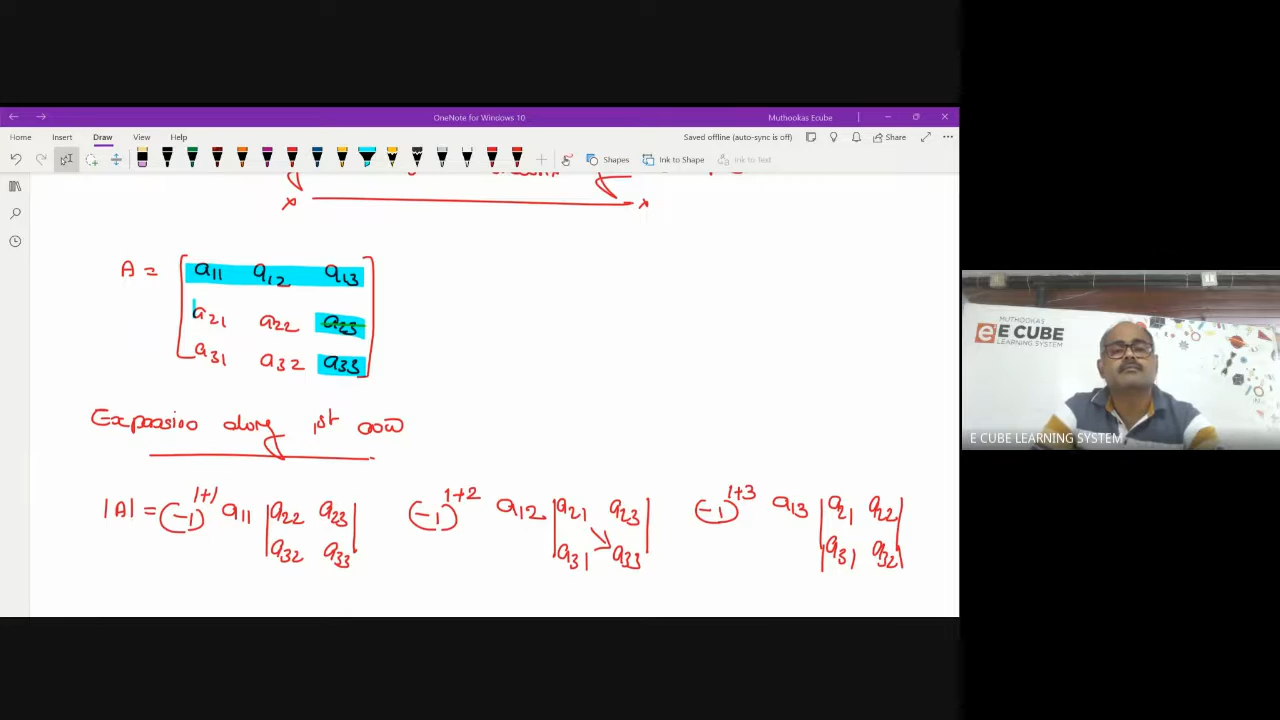 OneNote for Windows 10
Muthookas Ecube
Home Insert Draw View Help
Saved offline (auto-sync is off)
Share
Shapes
Ink to Shape
Ink to Text
A = [ a11 a12 a13
a21 a22 a23
a31 a32 a33 ]
along 1st
|A| = (-1)^1+1 a11 |a22 a23| (-1)^1+2 a12 |a21 a23| (-1)^1+3 a13 |a21 a22|
|a32 a33| |a31 a33| |a31 a32|
MUTHOOKAS
e E CUBE
LEARNING SYSTEM
E CUBE LEARNING SYSTEM